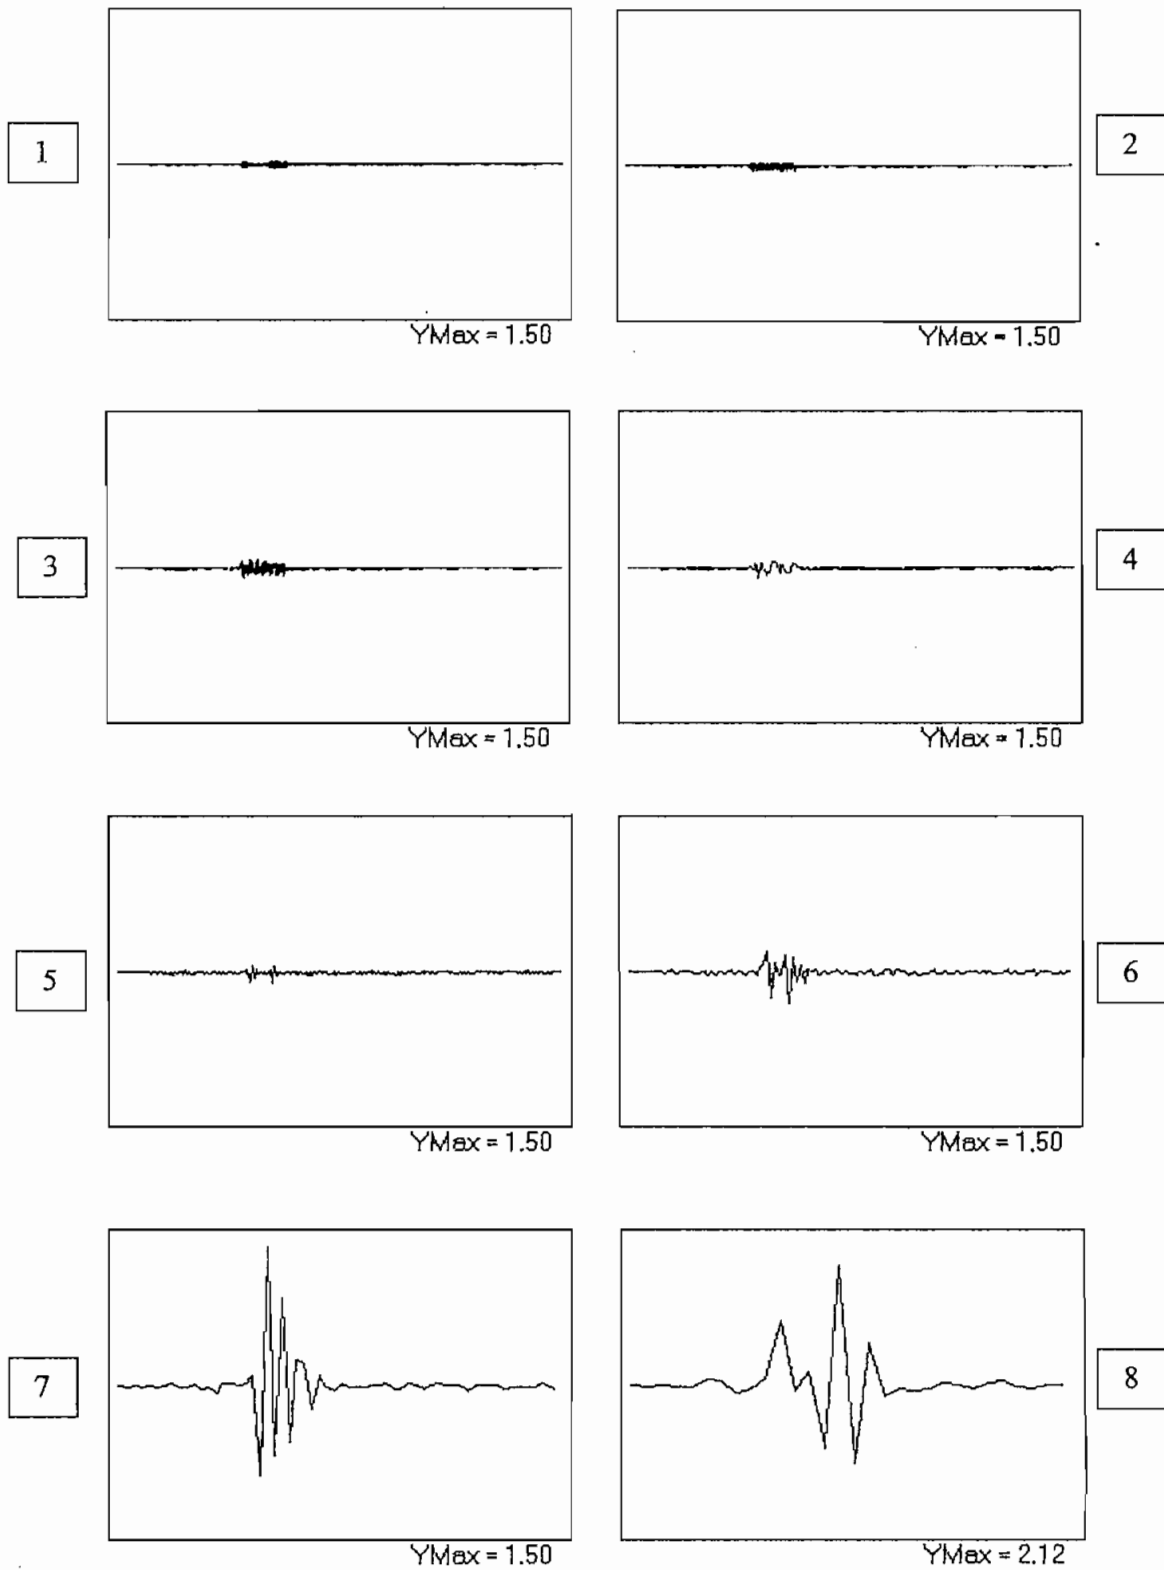 1
2
YMax = 1.50
YMax = 1.50
3
4
YMax = 1.50
YMax = 1.50
5
6
YMax = 1.50
YMax = 1.50
7
8
YMax = 1.50
YMax = 2.12